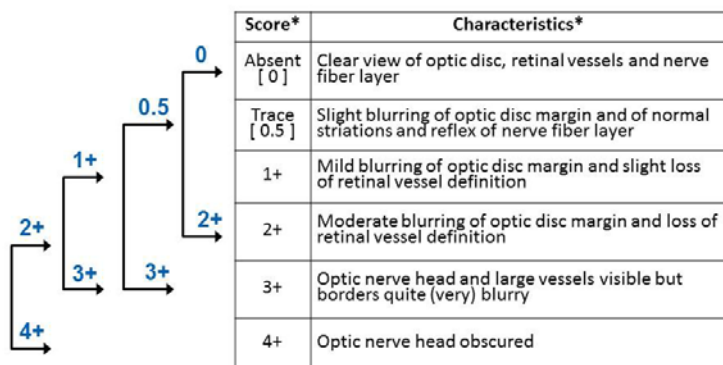 Score* Characteristics*
0
Absent
[ 0 ]
Clear view of optic disc, retinal vessels and nerve
fiber layer
0.5
Trace
[ 0.5 ]
Slight blurring of optic disc margin and of normal
striations and reflex of nerve fiber layer
1+
1+
Mild blurring of optic disc margin and slight loss
of retinal vessel definition
2+ 2+
2+
Moderate blurring of optic disc margin and loss of
retinal vessel definition
3+ 3+
3+
Optic nerve head and large vessels visible but
borders quite (very) blurry
4+
4+
Optic nerve head obscured